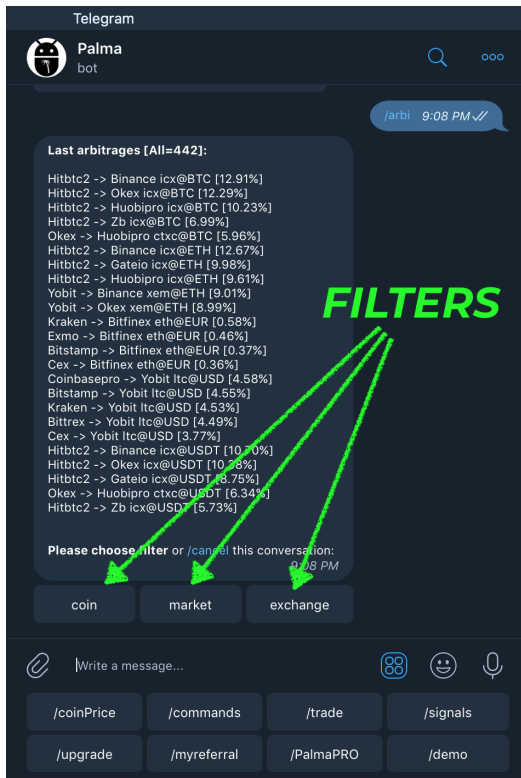 Telegram
Palma
bot
/arbi 9:08 PM
Last arbitrages [All=442]:
Hitbtc2 -> Binance icx@BTC [12.91%]
Hitbtc2 -> Okex icx@BTC [12.29%]
Hitbtc2 -> Huobipro icx@BTC [10.23%]
Hitbtc2 -> Zb icx@BTC [6.99%]
Okex -> Huobipro ctxc@BTC [5.96%]
Hitbtc2 -> Binance icx@ETH [12.67%]
Hitbtc2 -> Gateio icx@ETH [9.98%]
Hitbtc2 -> Huobipro icx@ETH [9.61%]
Yobit -> Binance xem@ETH [9.01%]
Yobit -> Okex xem@ETH [8.99%]
Kraken -> Bitfinex eth@EUR [0.58%]
Exmo -> Bitfinex eth@EUR [0.46%]
Bitstamp -> Bitfinex eth@EUR [0.37%]
Cex -> Bitfinex eth@EUR [0.36%]
Coinbasepro -> Yobit ltc@USD [4.58%]
Bitstamp -> Yobit ltc@USD [4.55%]
Kraken -> Yobit ltc@USD [4.53%]
Bittrex -> Yobit ltc@USD [4.49%]
Cex -> Yobit ltc@USD [3.77%]
Hitbtc2 -> Binance icx@USDT [10.70%]
Hitbtc2 -> Okex icx@USDT [10.38%]
Hitbtc2 -> Gateio icx@USDT [8.75%]
Okex -> Huobipro ctxc@USDT [6.34%]
Hitbtc2 -> Zb icx@USDT [5.73%]
FILTERS
Please choose filter or /cancel this conversation:
9:08 PM
coin market exchange
Write a message...
/coinPrice /commands /trade /signals
/upgrade /myreferral /PalmaPRO /demo